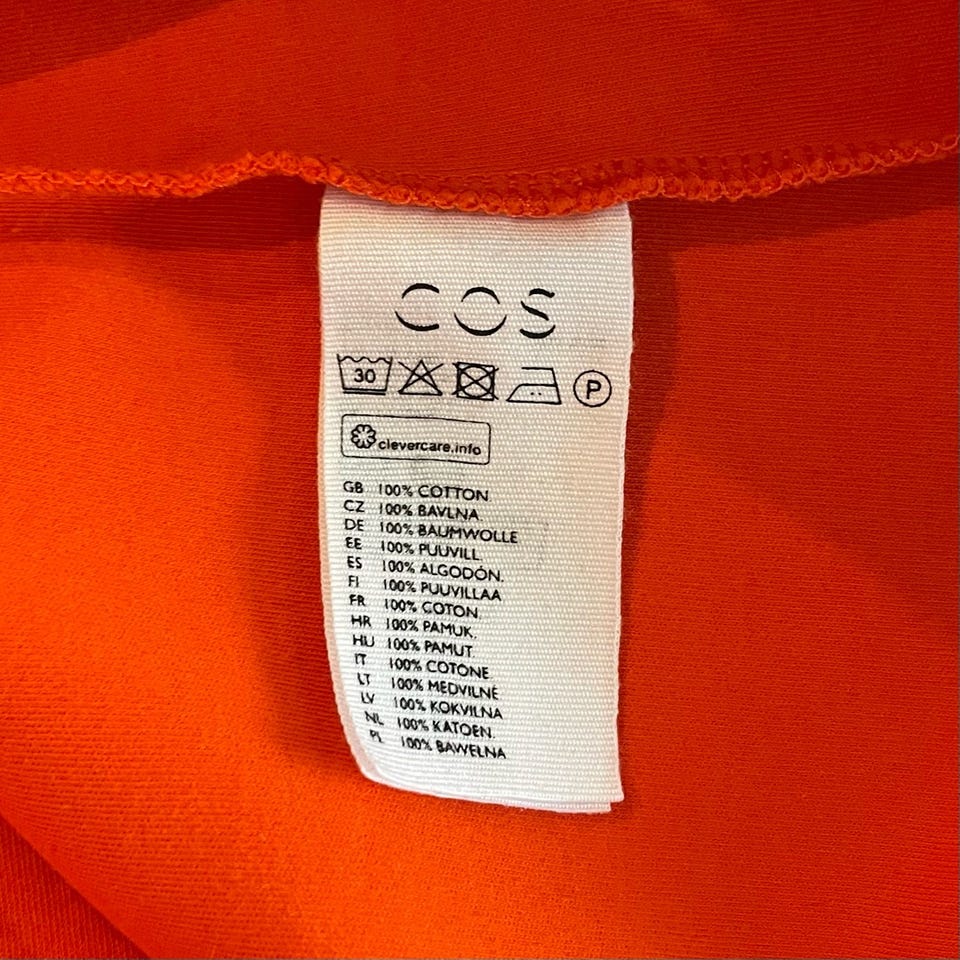 COS
30 P
clevercare.info
GB 100% COTTON.
CZ 100% BAVLNA
DE 100% BAUMWOLLE
EE 100% PUUVILL.
ES 100% ALGODÓN.
FI 100% PUUVILLAA
FR 100% COTON.
HR 100% PAMUK.
HU 100% PAMUT.
IT 100% COTONE.
LT 100% MEDVILNĖ
LV 100% KOKVILNA
NL 100% KATOEN.
PL 100% BAWEŁNA